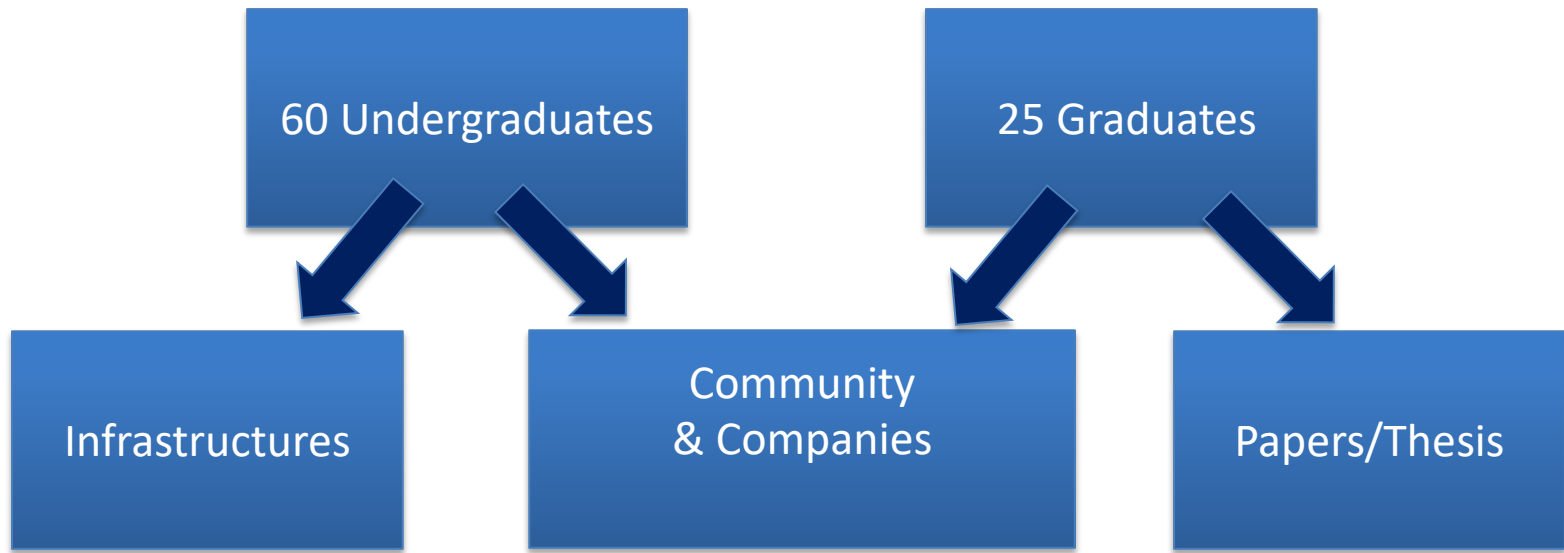 60 Undergraduates
25 Graduates
Infrastructures
Community
& Companies
Papers/Thesis